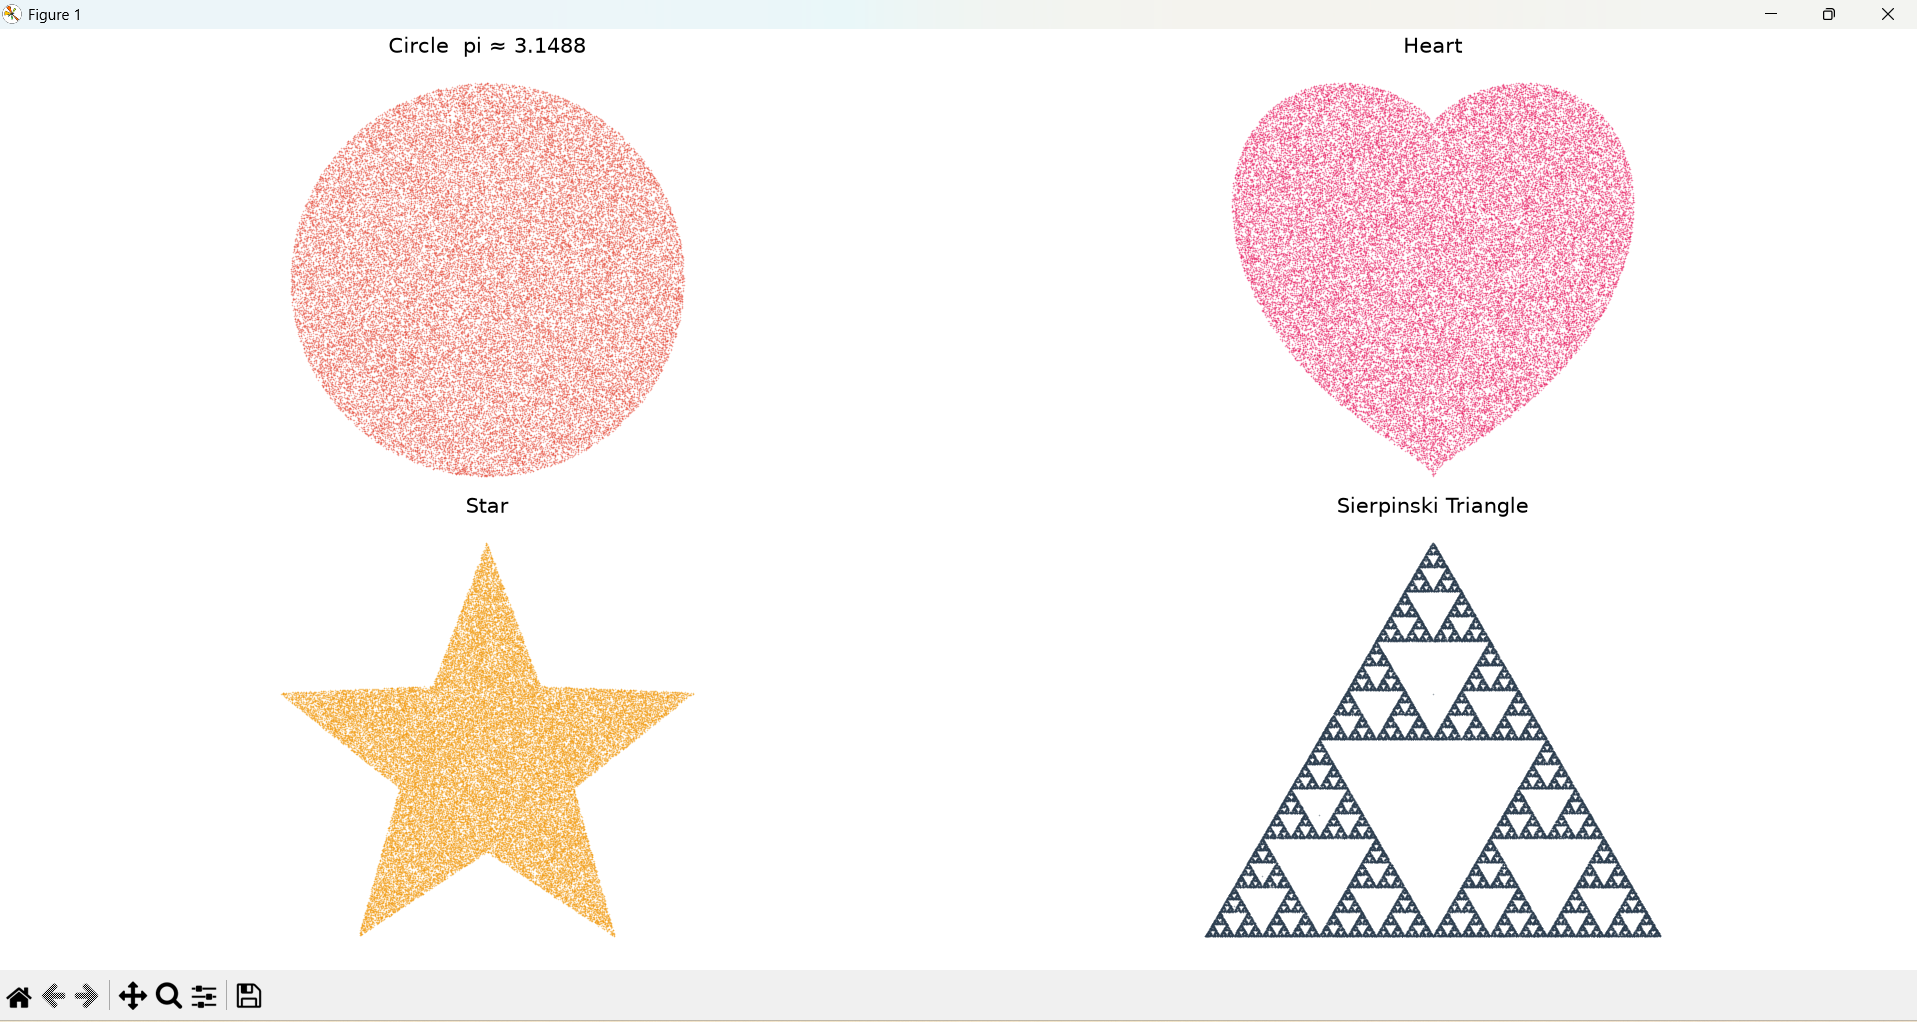 Figure 1
Circle  pi ≈ 3.1488
Heart
Star
Sierpinski Triangle